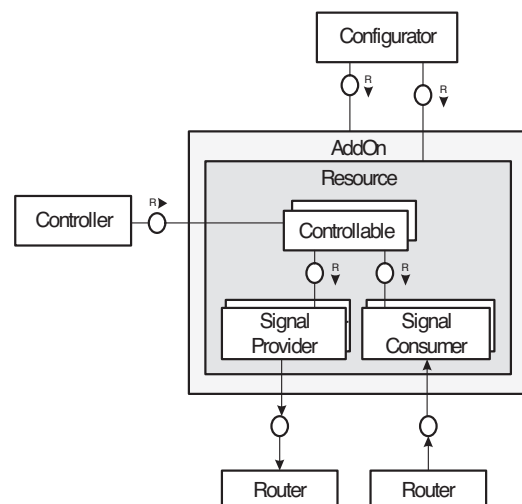 Configurator
R
R
AddOn
Resource
R
Controller
Controllable
R
R
Signal
Provider
Signal
Consumer
Router
Router